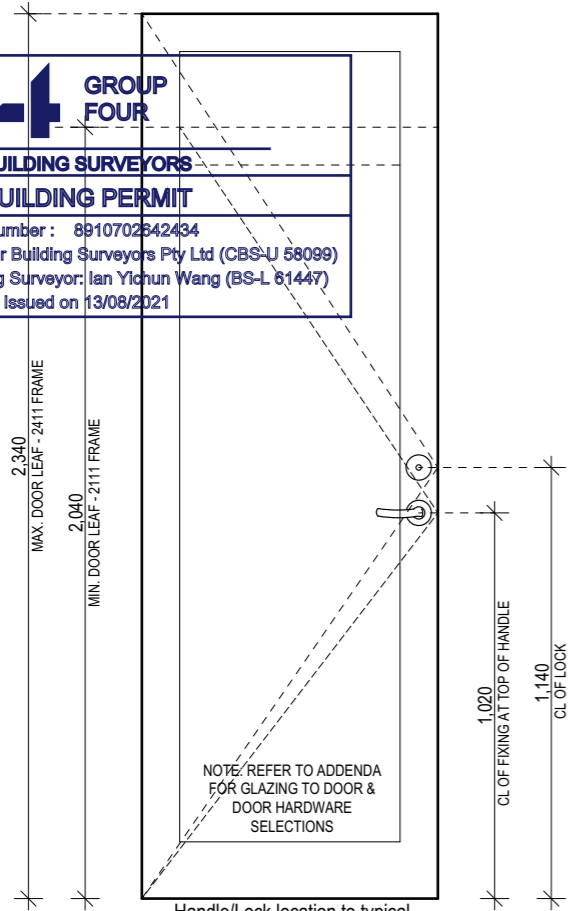 GROUP
FOUR
BUILDING SURVEYORS
BUILDING PERMIT
umber : 8910702642434
r Building Surveyors Pty Ltd (CBS-U 58099)
g Surveyor: Ian Yichun Wang (BS-L 61447)
Issued on 13/08/2021
2,340
MAX. DOOR LEAF - 2411 FRAME
2,040
MIN. DOOR LEAF - 2111 FRAME
1,020
CL OF FIXING AT TOP OF HANDLE
1,140
CL OF LOCK
NOTE: REFER TO ADDENDA
FOR GLAZING TO DOOR &
DOOR HARDWARE
SELECTIONS
Handle/Lock location to typical